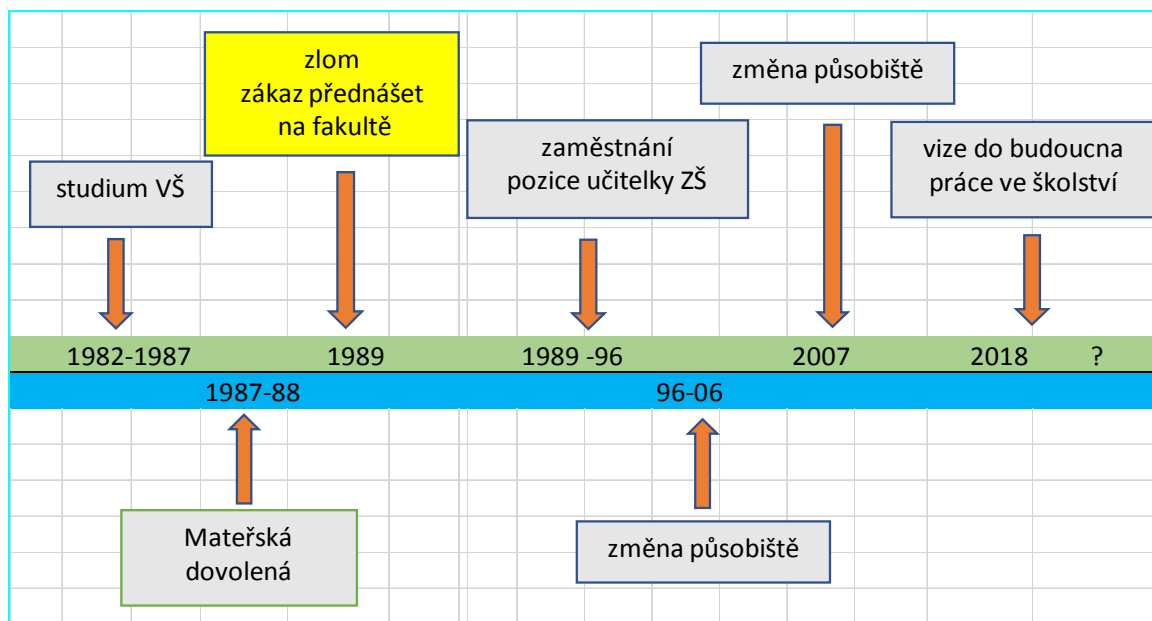 zlom
zákaz přednášet
na fakultě
změna působiště
zaměstnání
pozice učitelky ZŠ
vize do budoucna
práce ve školství
studium VŠ
1982-1987 1989 1989 -96 2007 2018 ?
1987-88 96-06
Mateřská
dovolená
změna působiště